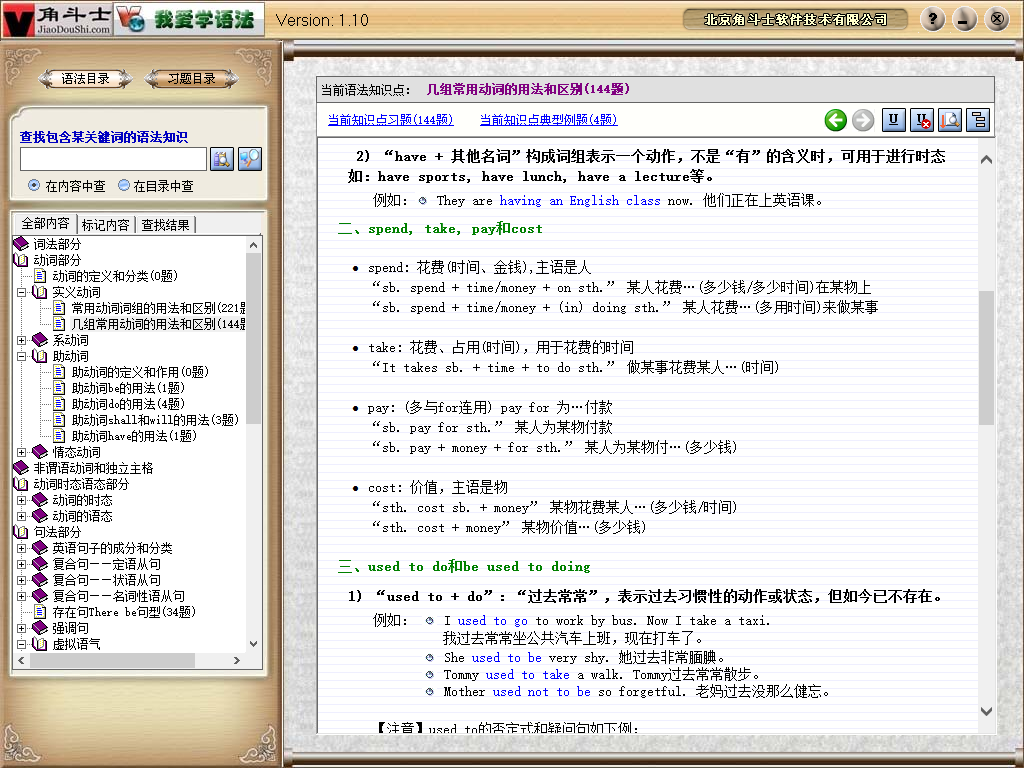 角斗士
JiaoDouShi.com
我爱学语法
Version: 1.10
北京角斗士软件技术有限公司
语法目录
习题目录
查找包含某关键词的语法知识
在内容中查
在目录中查
全部内容
标记内容
查找结果
词法部分
动词部分
动词的定义和分类(0题)
实义动词
常用动词词组的用法和区别(221题
几组常用动词的用法和区别(144题
系动词
助动词
助动词的定义和作用(0题)
助动词be的用法(1题)
助动词do的用法(4题)
助动词shall和will的用法(3题)
助动词have的用法(1题)
情态动词
非谓语动词和独立主格
动词时态语态部分
动词的时态
动词的语态
句法部分
英语句子的成分和分类
复合句——定语从句
复合句——状语从句
复合句——名词性语从句
存在句There be句型(34题)
强调句
虚拟语气
当前语法知识点: 几组常用动词的用法和区别(144题)
当前知识点习题(144题)
当前知识点典型例题(4题)
2) “have + 其他名词”构成词组表示一个动作，不是“有”的含义时，可用于进行时态
如: have sports, have lunch, have a lecture等。
例如: They are having an English class now. 他们正在上英语课。
二、spend, take, pay和cost
• spend: 花费(时间、金钱),主语是人
“sb. spend + time/money + on sth.” 某人花费…(多少钱/多少时间)在某物上
“sb. spend + time/money + (in) doing sth.” 某人花费…(多用时间)来做某事
• take: 花费、占用(时间)，用于花费的时间
“It takes sb. + time + to do sth.” 做某事花费某人…(时间)
• pay: (多与for连用) pay for 为…付款
“sb. pay for sth.” 某人为某物付款
“sb. pay + money + for sth.” 某人为某物付…(多少钱)
• cost: 价值，主语是物
“sth. cost sb. + money” 某物花费某人…(多少钱/时间)
“sth. cost + money” 某物价值…(多少钱)
三、used to do和be used to doing
1) “used to + do”: “过去常常”，表示过去习惯性的动作或状态，但如今已不存在。
例如: I used to go to work by bus. Now I take a taxi.
我过去常常坐公共汽车上班，现在打车了。
She used to be very shy. 她过去非常腼腆。
Tommy used to take a walk. Tommy过去常常散步。
Mother used not to be so forgetful. 老妈过去没那么健忘。
【注意】used to的否定式和疑问句如下例: